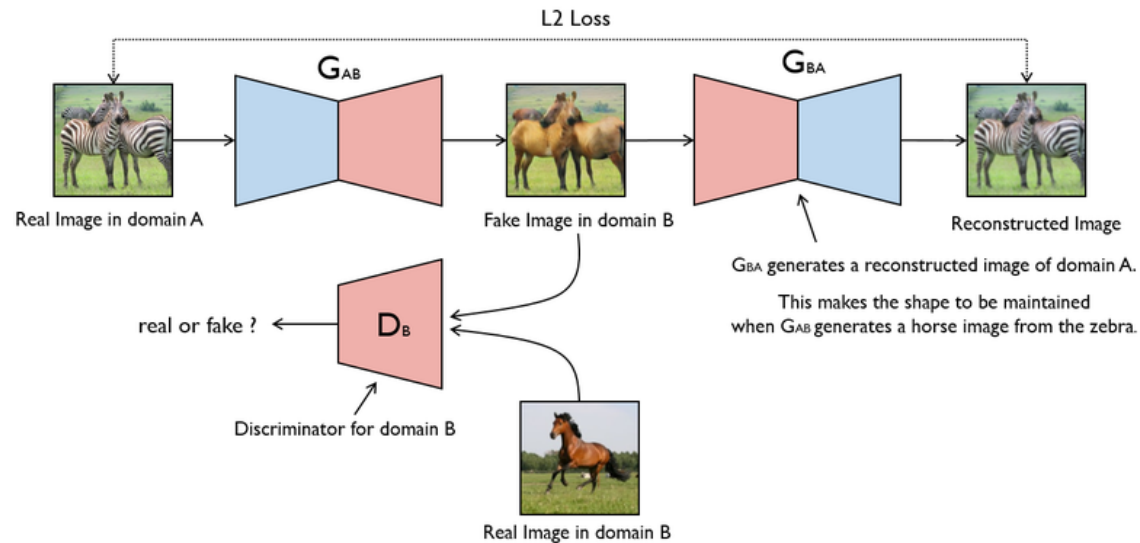 L2 Loss
GAB
GBA
Real Image in domain A
Fake Image in domain B
Reconstructed Image
GBA generates a reconstructed image of domain A.
This makes the shape to be maintained
when GAB generates a horse image from the zebra.
real or fake ?
DB
Discriminator for domain B
Real Image in domain B